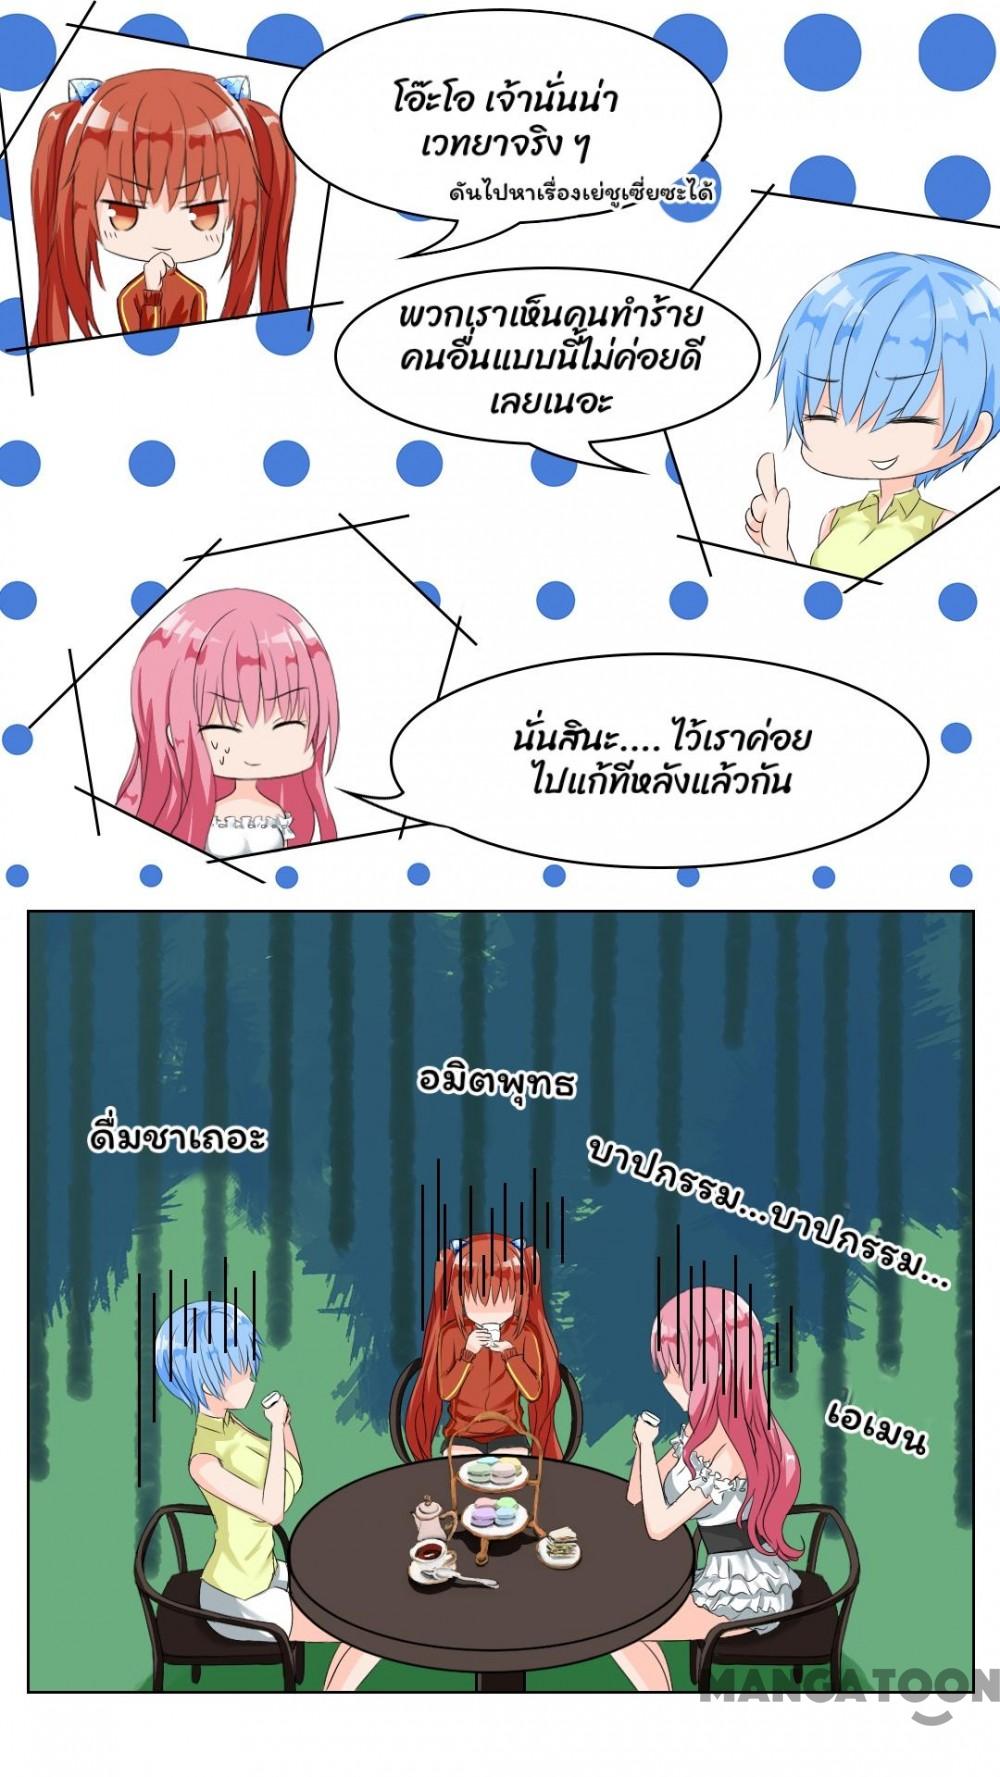 โอ๊ะโอ เจ้านั่นน่า
เวทยาจริง ๆ
ดันไปหาเรื่องเย่ชูเซี่ยซะได้
พวกเราเห็นคนทำร้าย
คนอื่นแบบนี้ไม่ค่อยดี
เลยเนอะ
นั่นสินะ.... ไว้เราค่อย
ไปแก้ทีหลังแล้วกัน
อมิตพุทธ
ดื่มชาเถอะ
บาปกรรม...บาปกรรม...
เอเมน
MANGATOON